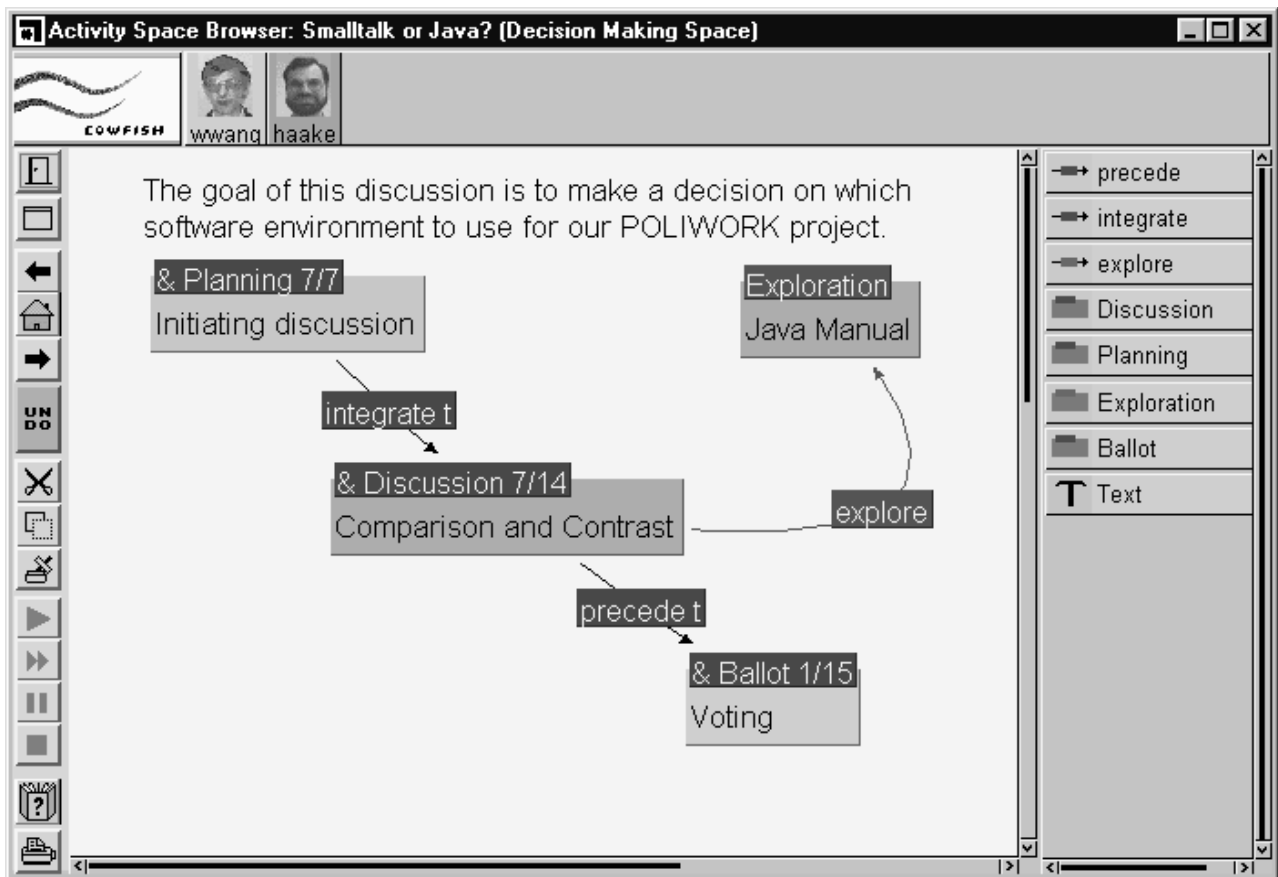 Activity Space Browser: Smalltalk or Java? (Decision Making Space)
COWFISH
wwang haake
The goal of this discussion is to make a decision on which
software environment to use for our POLIWORK project.
& Planning 7/7
Initiating discussion
Exploration
Java Manual
integrate t
& Discussion 7/14
Comparison and Contrast
explore
precede t
& Ballot 1/15
Voting
UN
DO
precede
integrate
explore
Discussion
Planning
Exploration
Ballot
T Text